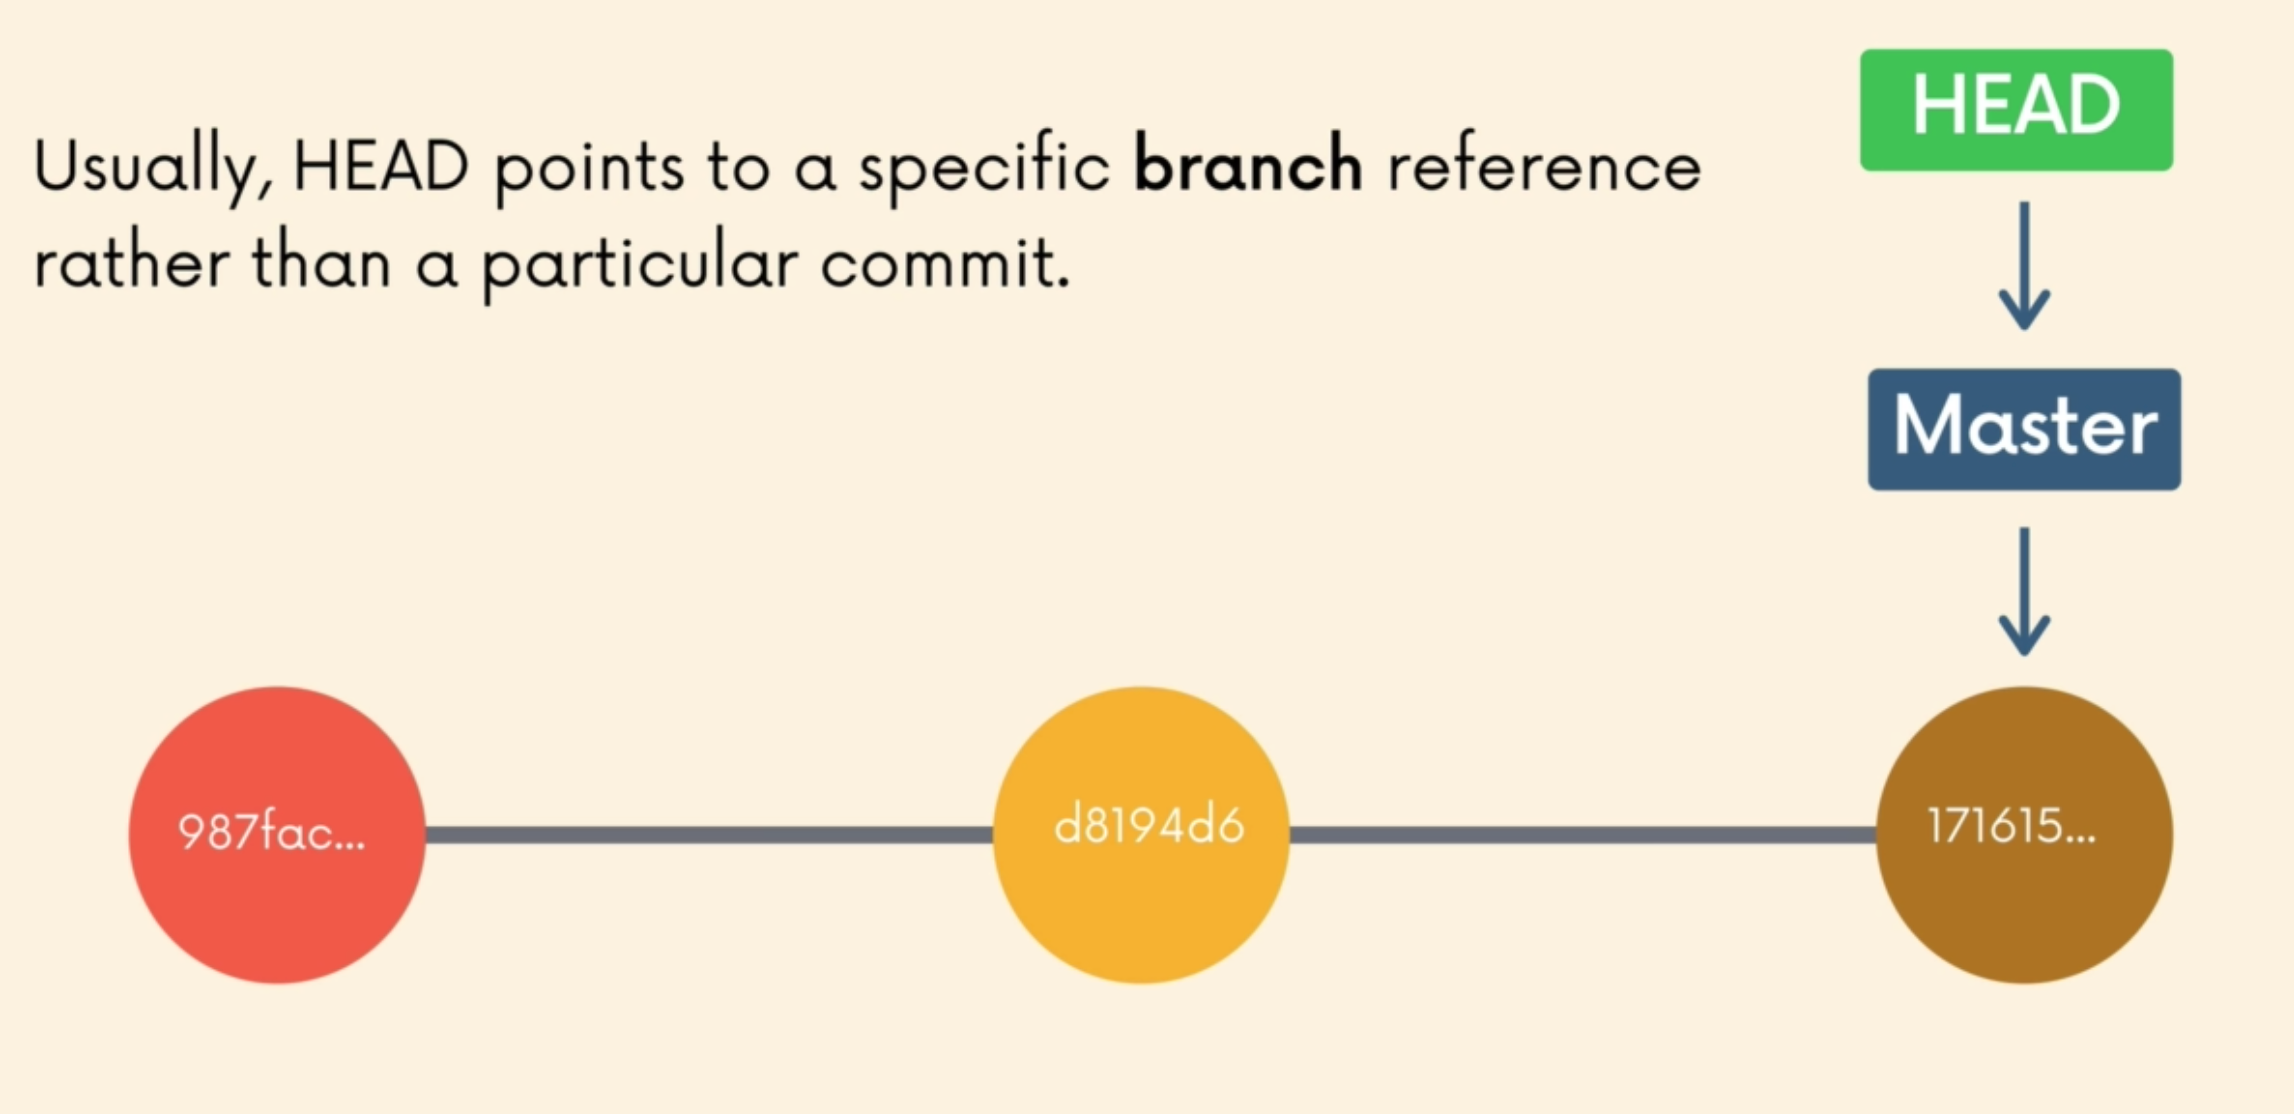 HEAD
Usually, HEAD points to a specific branch reference
rather than a particular commit.
Master
987fac...
d8194d6
171615...